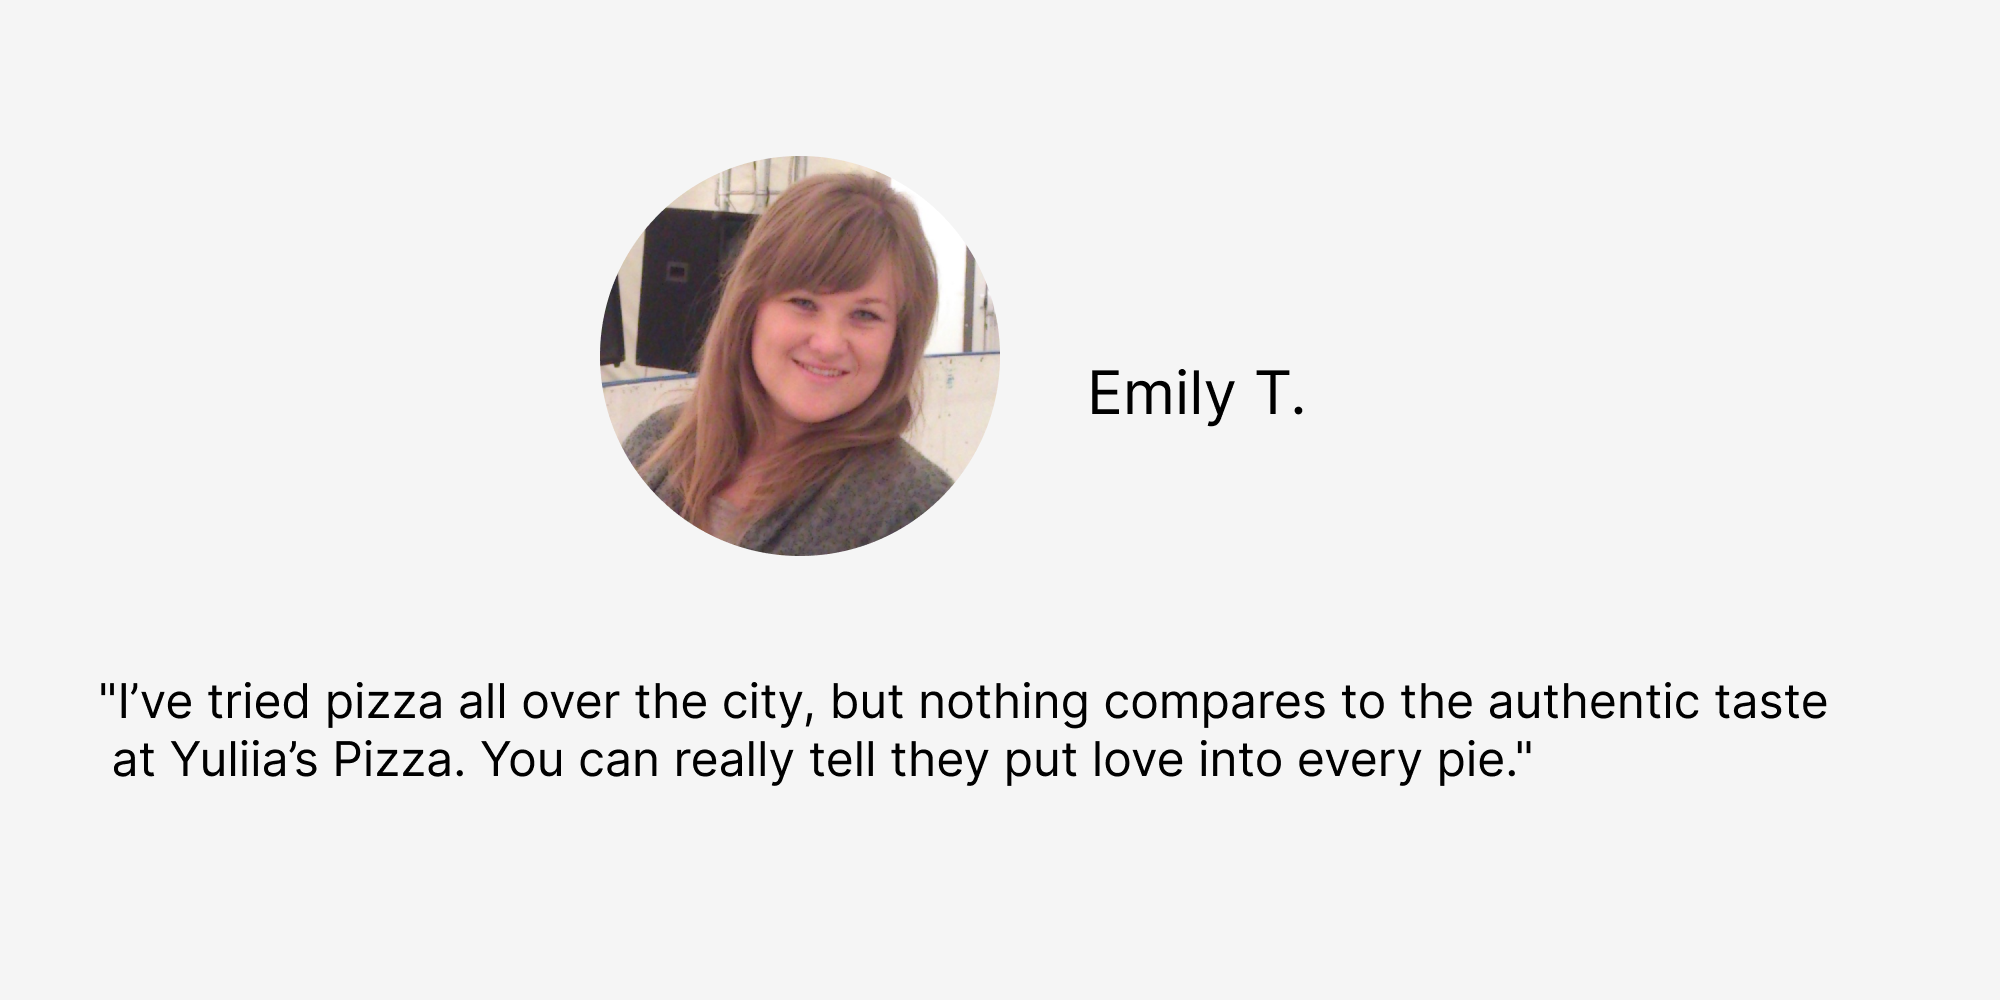 Emily T.
"I’ve tried pizza all over the city, but nothing compares to the authentic taste
at Yuliia’s Pizza. You can really tell they put love into every pie."